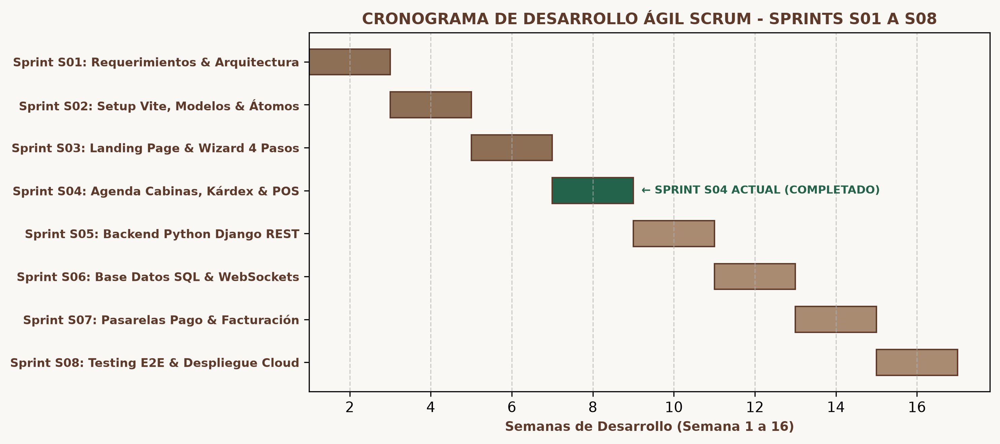 CRONOGRAMA DE DESARROLLO ÁGIL SCRUM - SPRINTS S01 A S08
Sprint S01: Requerimientos & Arquitectura
Sprint S02: Setup Vite, Modelos & Átomos
Sprint S03: Landing Page & Wizard 4 Pasos
Sprint S04: Agenda Cabinas, Kárdex & POS
← SPRINT S04 ACTUAL (COMPLETADO)
Sprint S05: Backend Python Django REST
Sprint S06: Base Datos SQL & WebSockets
Sprint S07: Pasarelas Pago & Facturación
Sprint S08: Testing E2E & Despliegue Cloud
2 4 6 8 10 12 14 16
Semanas de Desarrollo (Semana 1 a 16)